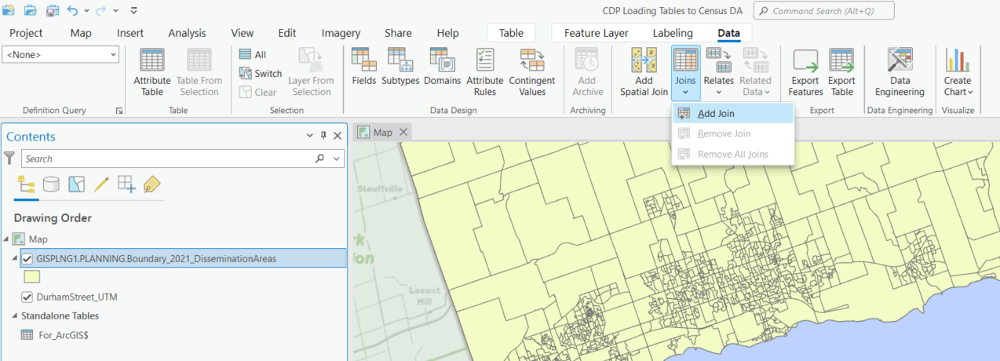 CDP Loading Tables to Census DA
Command Search (Alt+Q)
Project Map Insert Analysis View Edit Imagery Share Help Table Feature Layer Labeling Data
<None>
Attribute Table
Table From Selection
All
Switch
Clear
Layer From Selection
Fields
Subtypes
Domains
Attribute Rules
Contingent Values
Add Archive
Add Spatial Join
Joins
Relates
Related Data
Export Features
Export Table
Data Engineering
Create Chart
Definition Query Table Selection Data Design Archiving Export Data Engineering Visualize
Add Join
Remove Join
Remove All Joins
Contents
Search
Drawing Order
Map
GISPLNG1.PLANNING.Boundary_2021_DisseminationAreas
DurhamStreet_UTM
Standalone Tables
For_ArcGIS$
Map
Stouffville
Locust
Hill